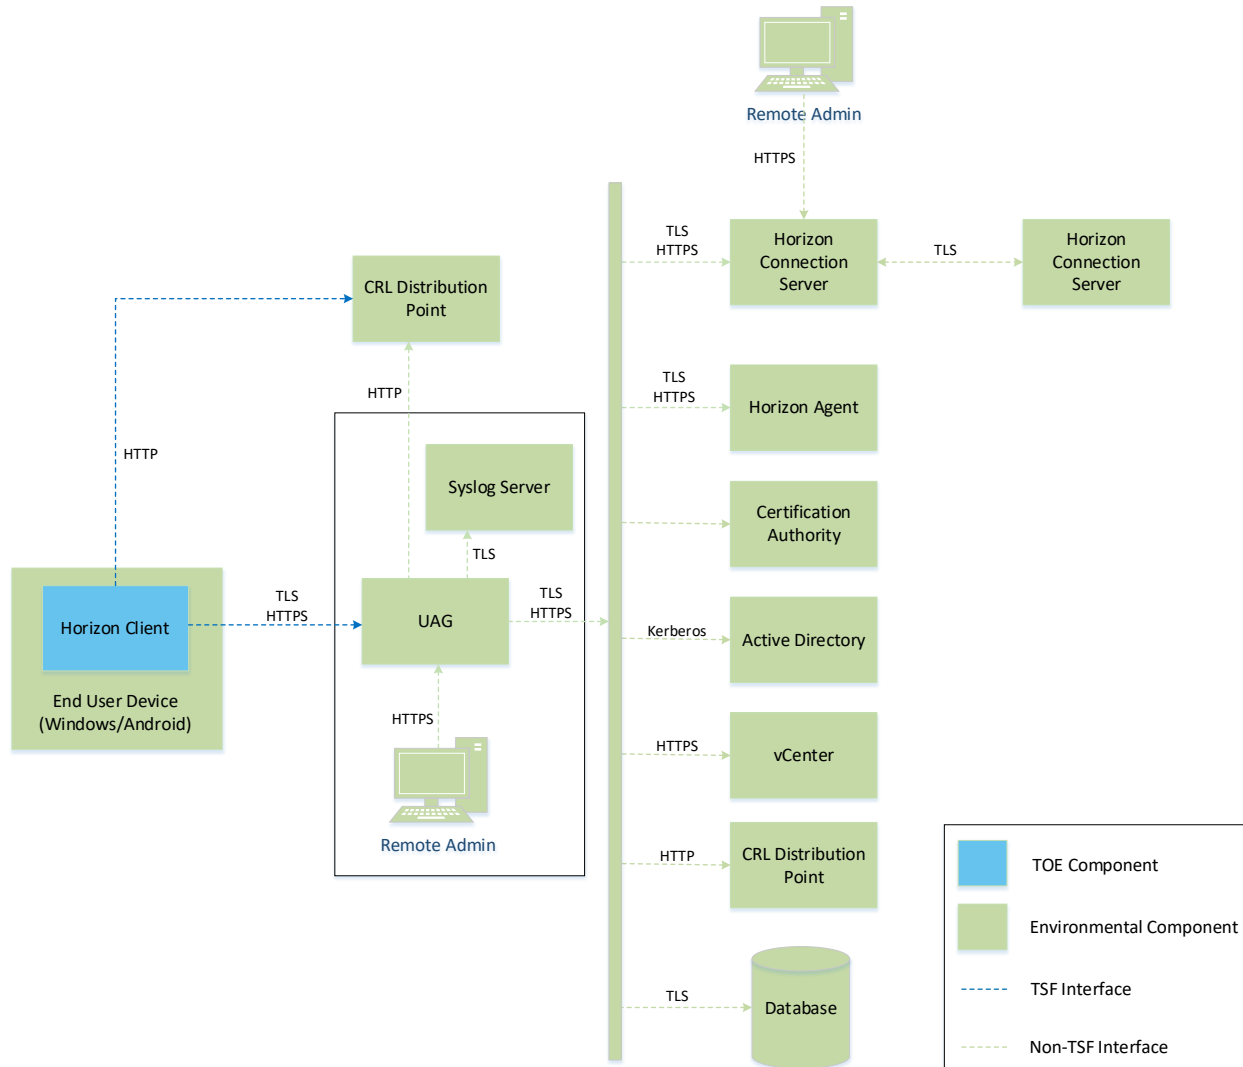 Remote Admin
HTTPS
TLS
HTTPS
Horizon
Connection
Server
TLS
Horizon
Connection
Server
CRL Distribution
Point
HTTP
HTTP
TLS
HTTPS
Horizon Agent
Syslog Server
TLS
Certification
Authority
Horizon Client
TLS
HTTPS
UAG
TLS
HTTPS
Kerberos
Active Directory
End User Device
(Windows/Android)
HTTPS
Remote Admin
HTTPS
vCenter
HTTP
CRL Distribution
Point
TLS
Database
TOE Component
Environmental Component
TSF Interface
Non-TSF Interface